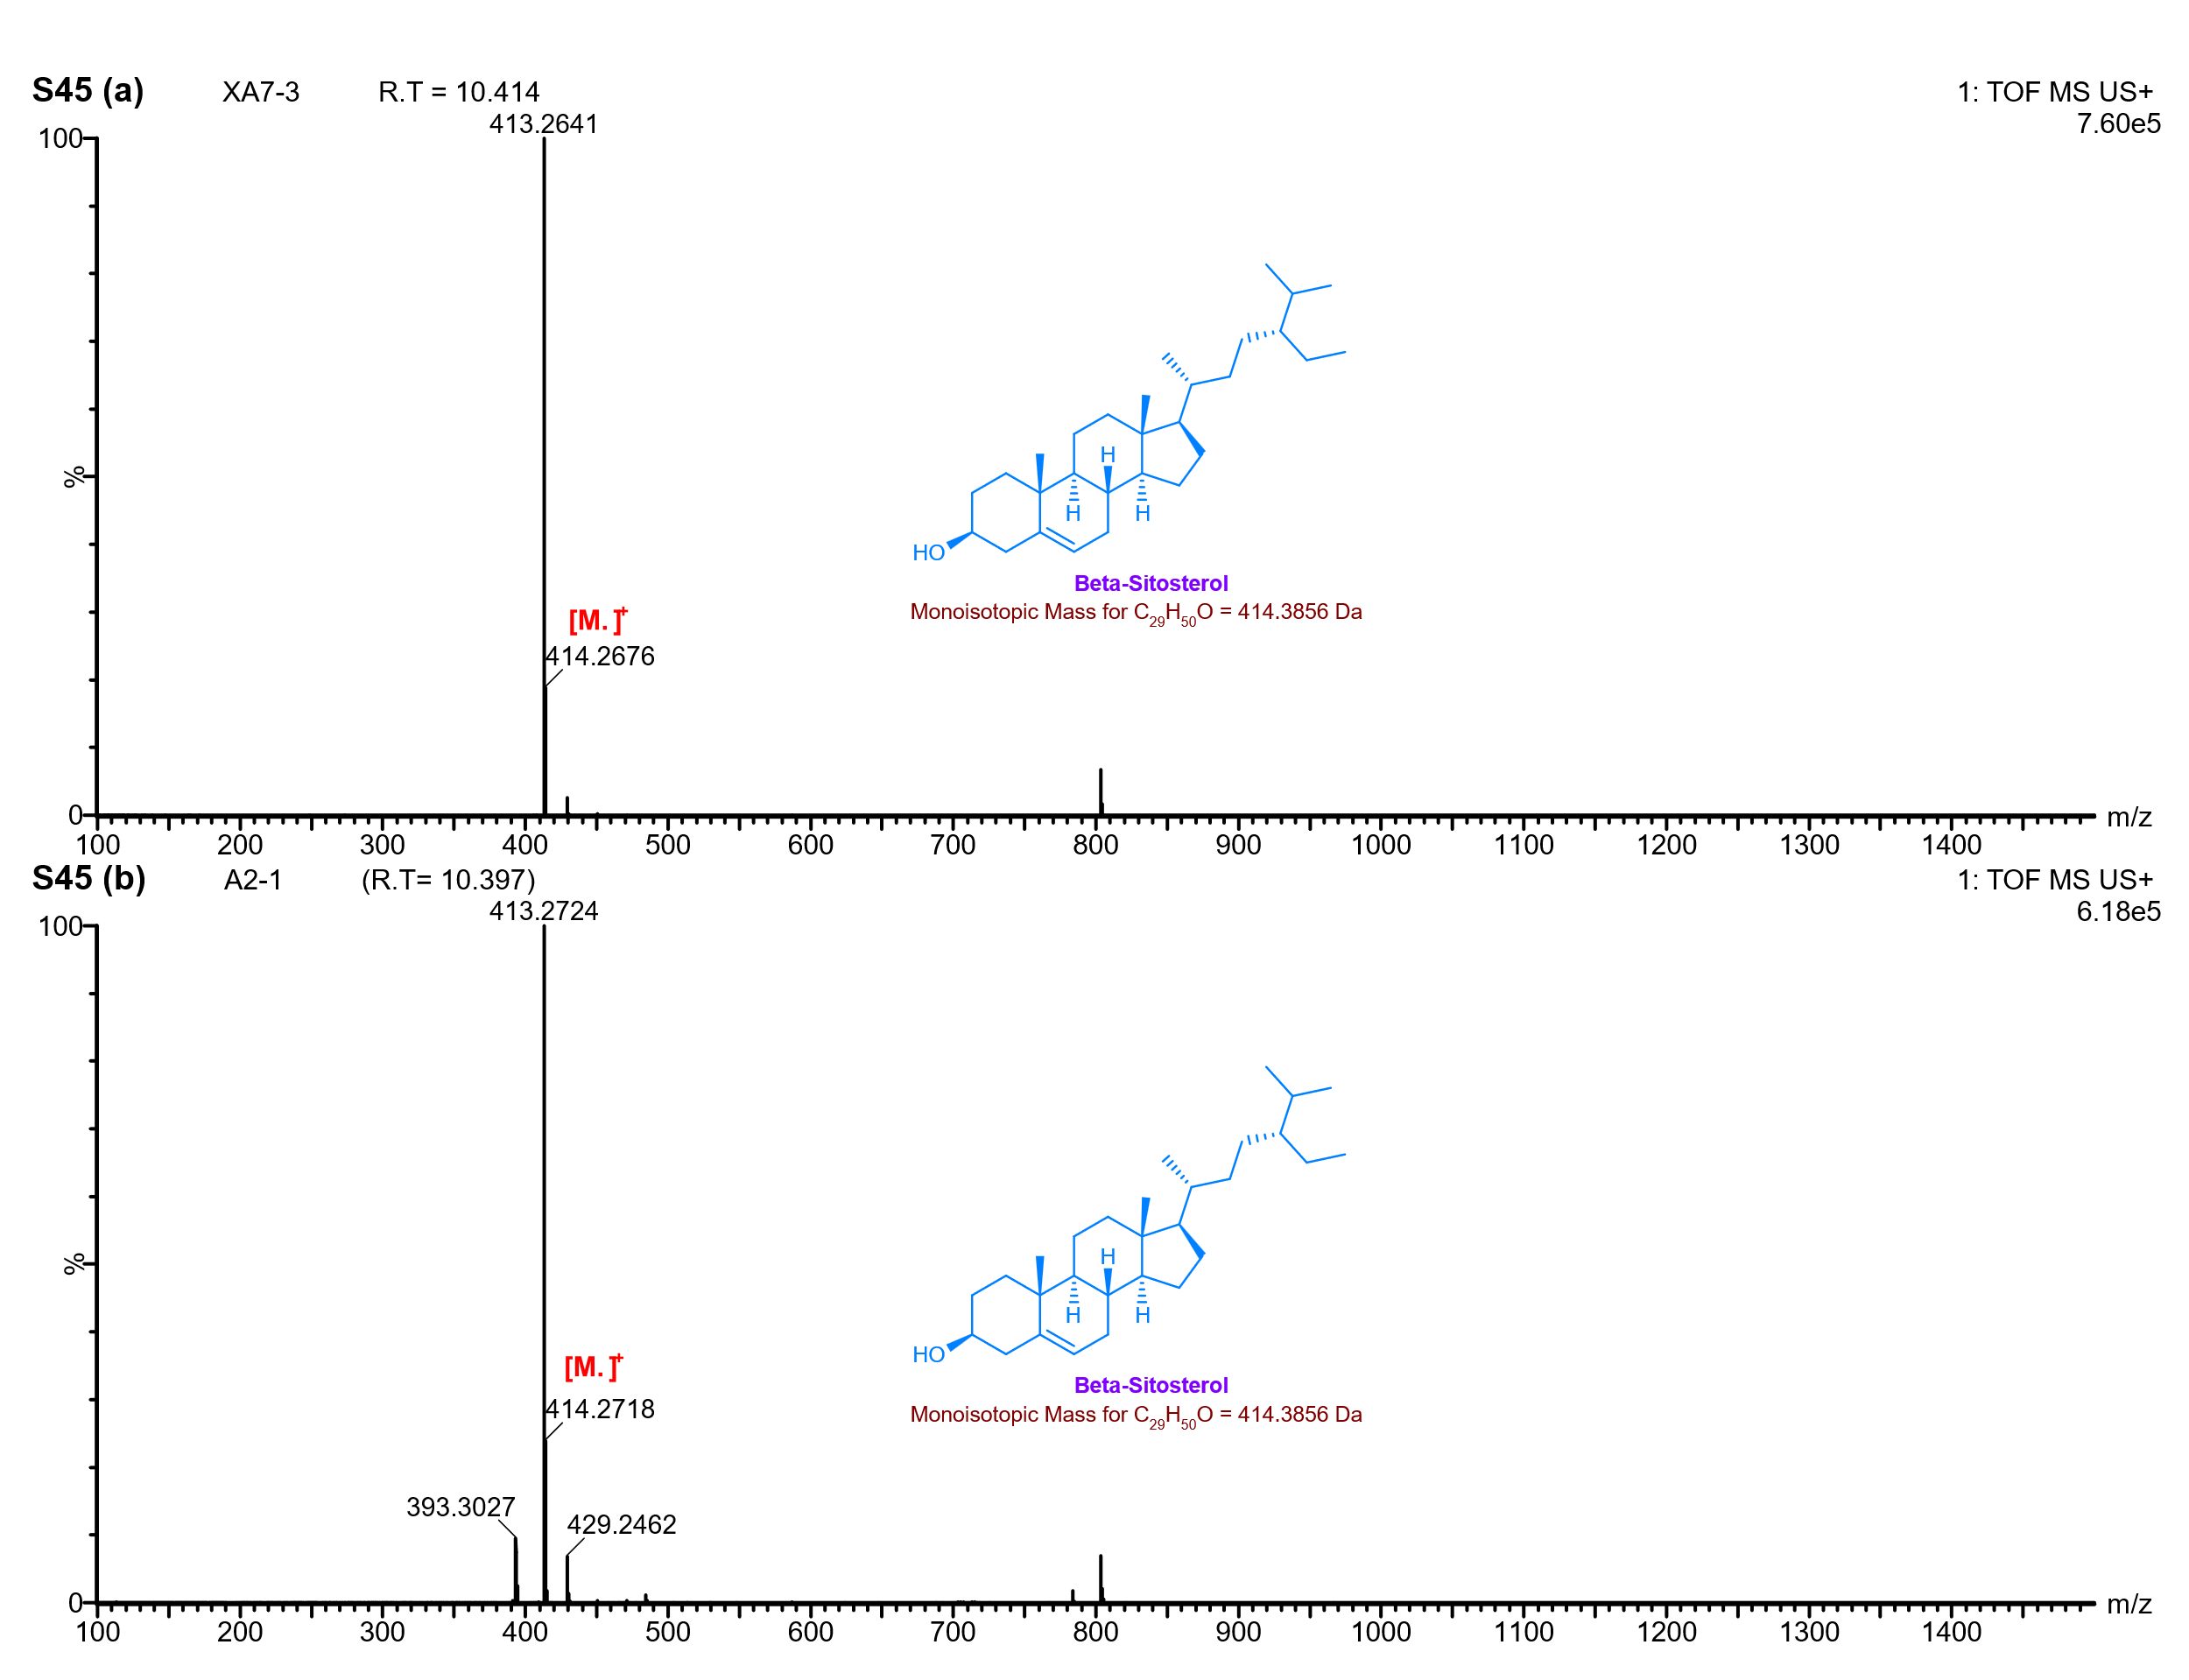 S45 (a) XA7-3 R.T = 10.414 1: TOF MS US+
413.2641 7.60e5
100
%
H
H H
HO
Beta-Sitosterol
Monoisotopic Mass for C29H50O = 414.3856 Da
[M. ]+
414.2676
0
m/z
100 200 300 400 500 600 700 800 900 1000 1100 1200 1300 1400
S45 (b) A2-1 (R.T= 10.397) 1: TOF MS US+
413.2724 6.18e5
100
%
H
H H
HO
[M. ]+
Beta-Sitosterol
414.2718
Monoisotopic Mass for C29H50O = 414.3856 Da
393.3027
429.2462
0
m/z
100 200 300 400 500 600 700 800 900 1000 1100 1200 1300 1400